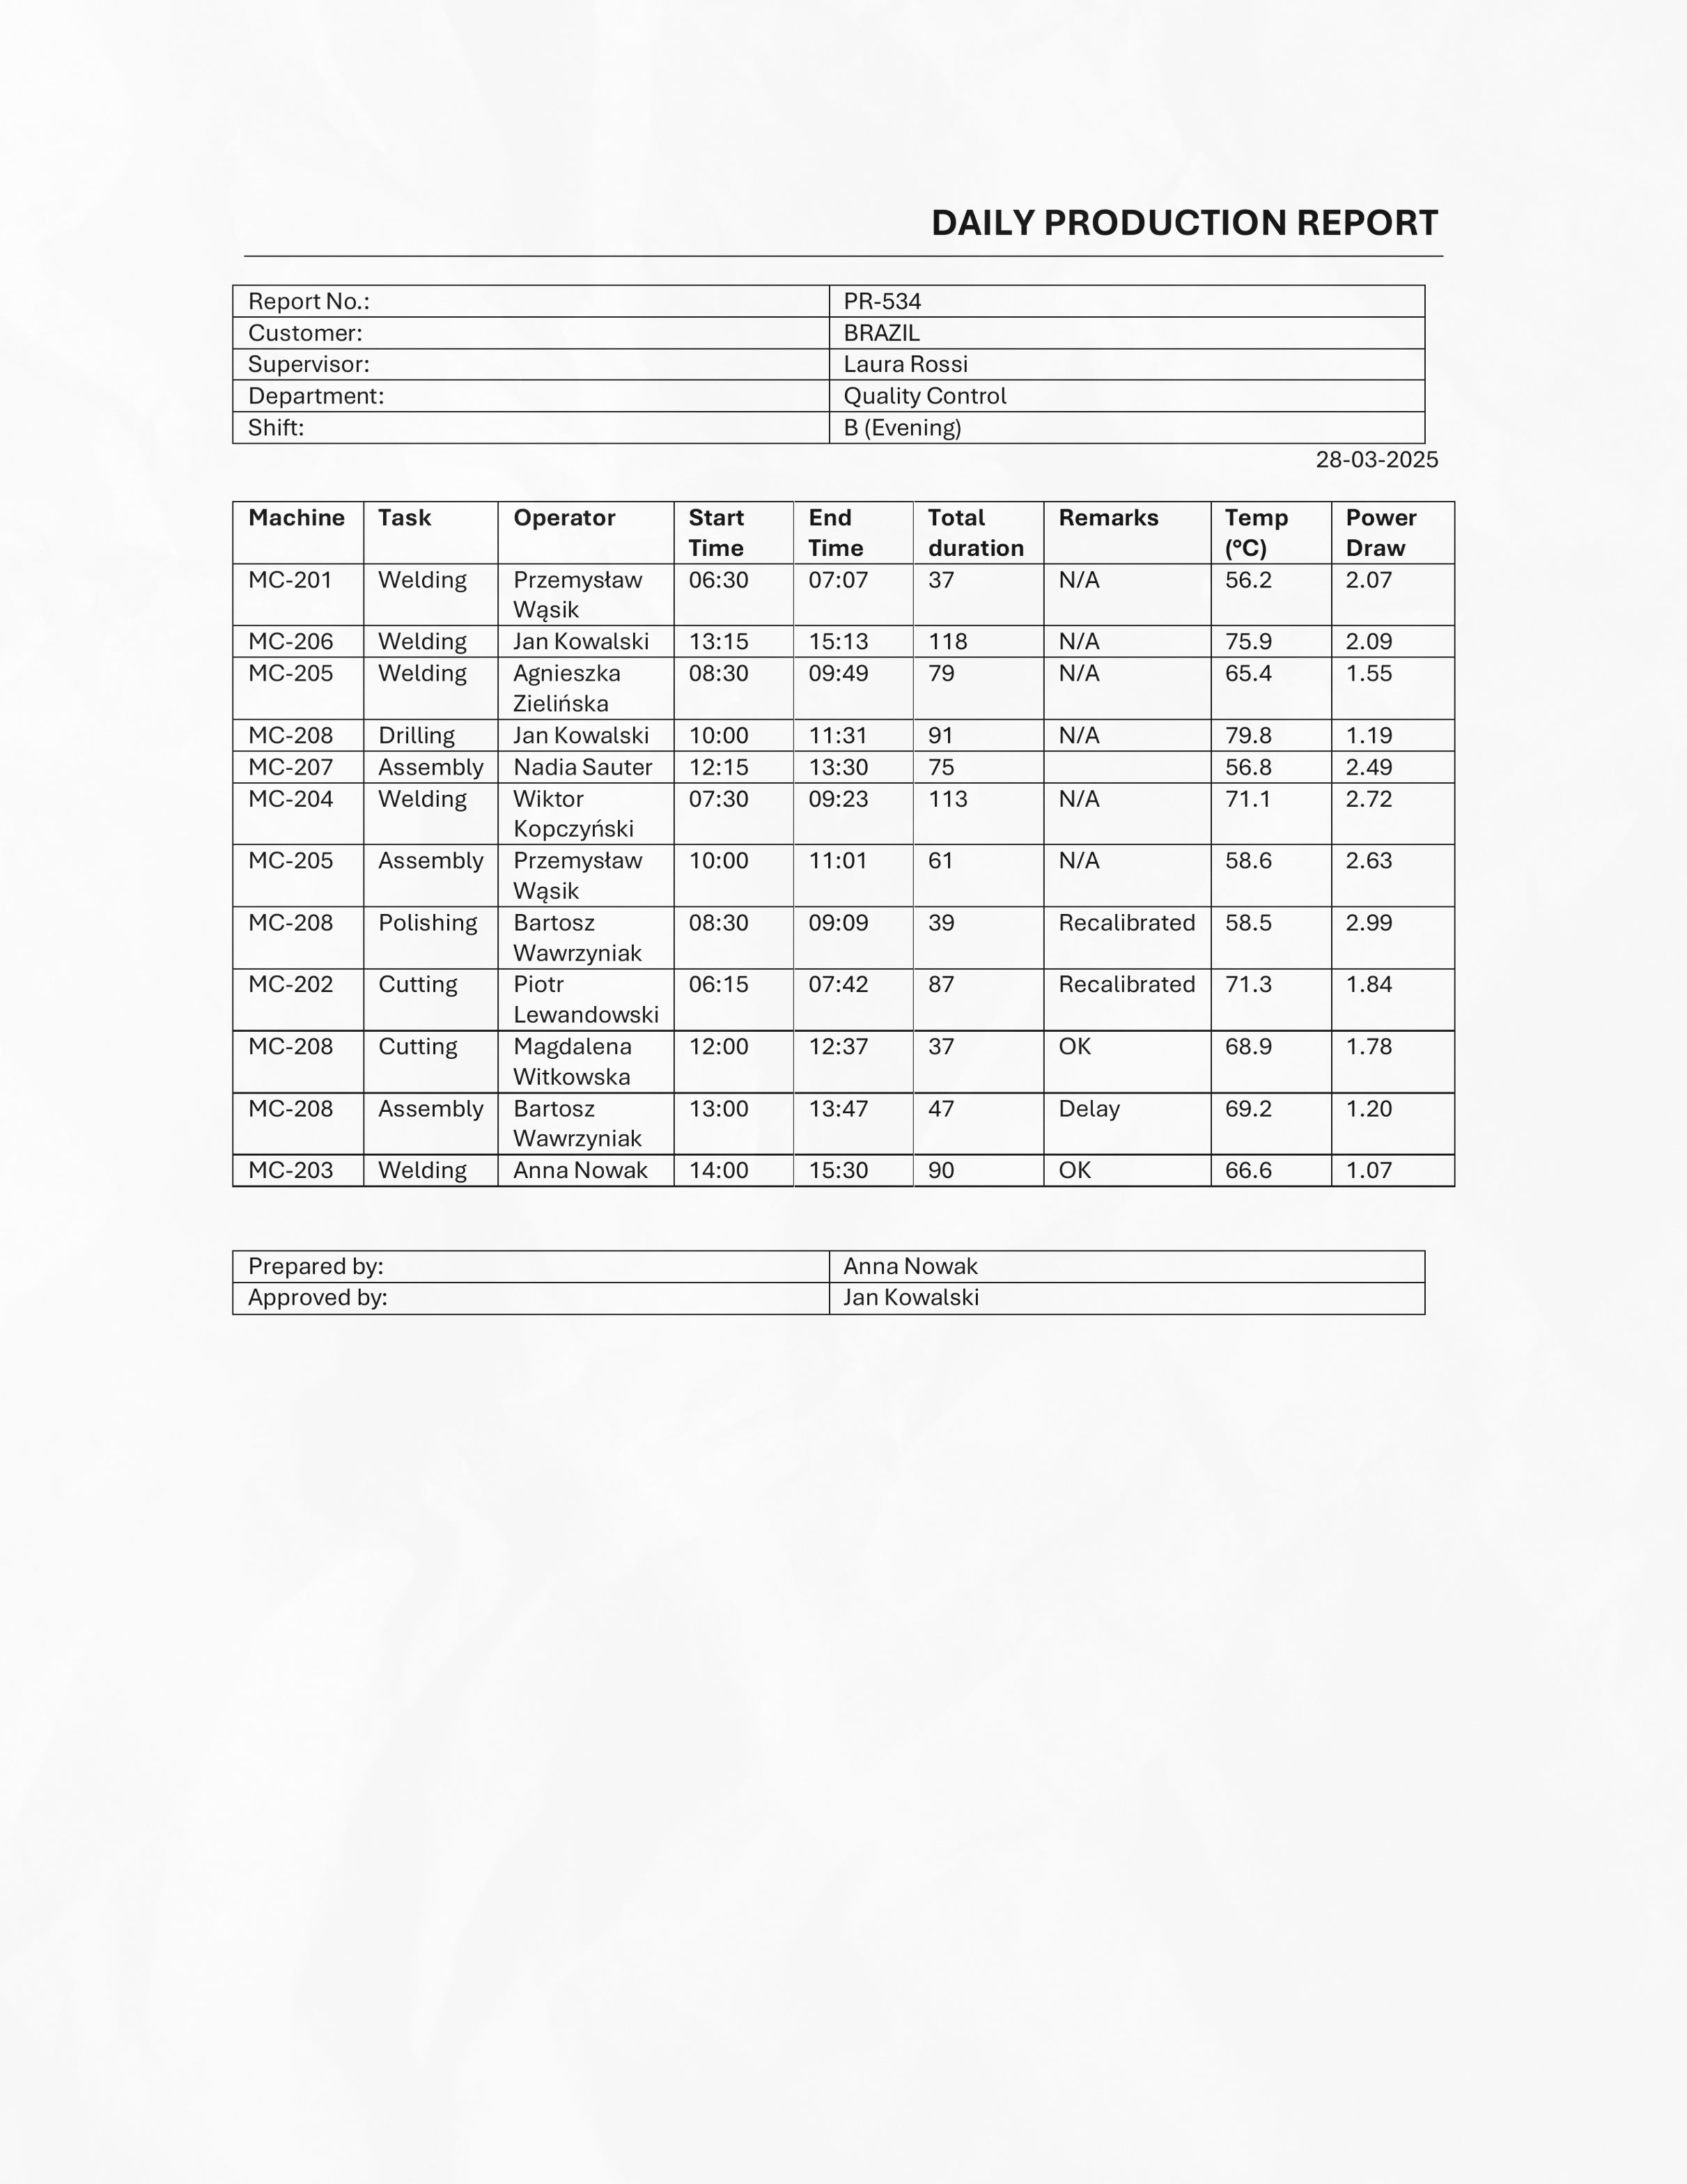 DAILY PRODUCTION REPORT
Report No.: PR-534
Customer: BRAZIL
Supervisor: Laura Rossi
Department: Quality Control
Shift: B (Evening)
28-03-2025
Machine Task Operator Start Time End Time Total duration Remarks Temp (°C) Power Draw
MC-201 Welding Przemysław Wąsik 06:30 07:07 37 N/A 56.2 2.07
MC-206 Welding Jan Kowalski 13:15 15:13 118 N/A 75.9 2.09
MC-205 Welding Agnieszka Zielińska 08:30 09:49 79 N/A 65.4 1.55
MC-208 Drilling Jan Kowalski 10:00 11:31 91 N/A 79.8 1.19
MC-207 Assembly Nadia Sauter 12:15 13:30 75 56.8 2.49
MC-204 Welding Wiktor Kopczyński 07:30 09:23 113 N/A 71.1 2.72
MC-205 Assembly Przemysław Wąsik 10:00 11:01 61 N/A 58.6 2.63
MC-208 Polishing Bartosz Wawrzyniak 08:30 09:09 39 Recalibrated 58.5 2.99
MC-202 Cutting Piotr Lewandowski 06:15 07:42 87 Recalibrated 71.3 1.84
MC-208 Cutting Magdalena Witkowska 12:00 12:37 37 OK 68.9 1.78
MC-208 Assembly Bartosz Wawrzyniak 13:00 13:47 47 Delay 69.2 1.20
MC-203 Welding Anna Nowak 14:00 15:30 90 OK 66.6 1.07
Prepared by: Anna Nowak
Approved by: Jan Kowalski